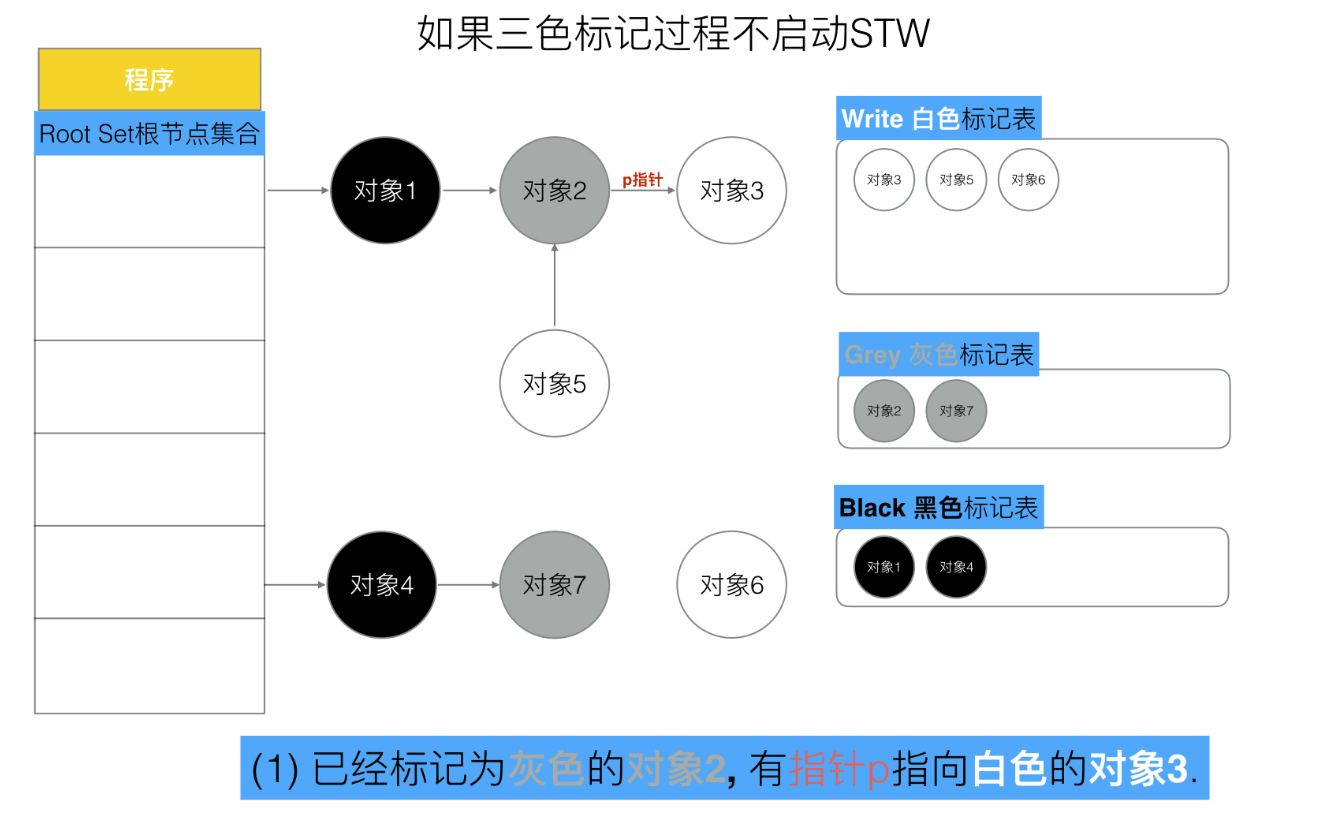 如果三色标记过程不启动STW
程序
Root Set根节点集合
对象1
对象2
p指针
对象3
对象5
对象4
对象7
对象6
Write 白色标记表
对象3 对象5 对象6
Grey 灰色标记表
对象2 对象7
Black 黑色标记表
对象1 对象4
(1) 已经标记为灰色的对象2, 有指针p指向白色的对象3.